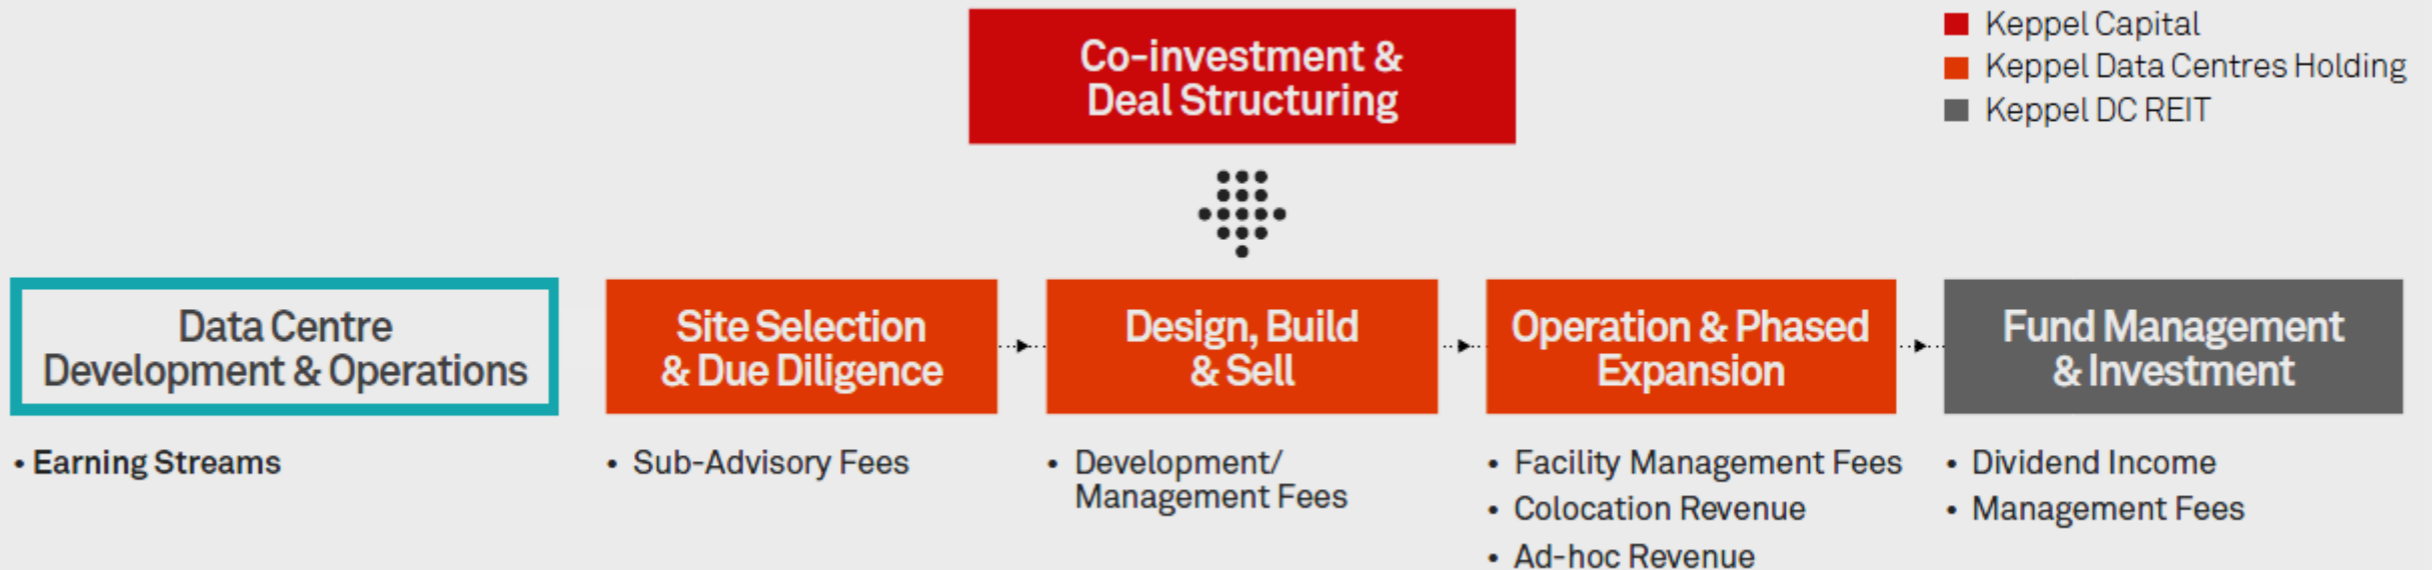 Co-investment &
Deal Structuring
Keppel Capital
Keppel Data Centres Holding
Keppel DC REIT
Data Centre
Development & Operations
• Earning Streams
Site Selection
& Due Diligence
• Sub-Advisory Fees
Design, Build
& Sell
• Development/
Management Fees
Operation & Phased
Expansion
• Facility Management Fees
• Colocation Revenue
• Ad-hoc Revenue
Fund Management
& Investment
• Dividend Income
• Management Fees